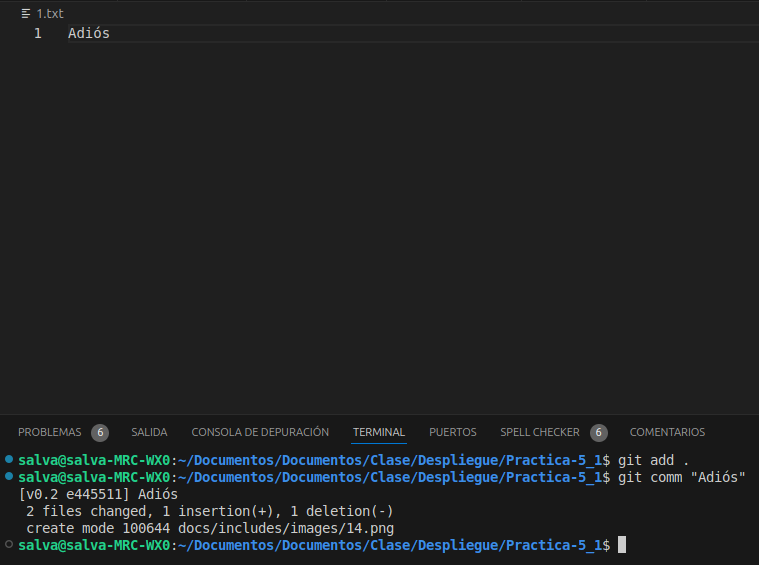 1.txt
1 Adiós
PROBLEMAS 6 SALIDA CONSOLA DE DEPURACIÓN TERMINAL PUERTOS SPELL CHECKER 6 COMENTARIOS
salva@salva-MRC-WX0:~/Documentos/Documentos/Clase/Despliegue/Practica-5_1$ git add .
salva@salva-MRC-WX0:~/Documentos/Documentos/Clase/Despliegue/Practica-5_1$ git comm "Adiós"
[v0.2 e445511] Adiós
 2 files changed, 1 insertion(+), 1 deletion(-)
 create mode 100644 docs/includes/images/14.png
salva@salva-MRC-WX0:~/Documentos/Documentos/Clase/Despliegue/Practica-5_1$